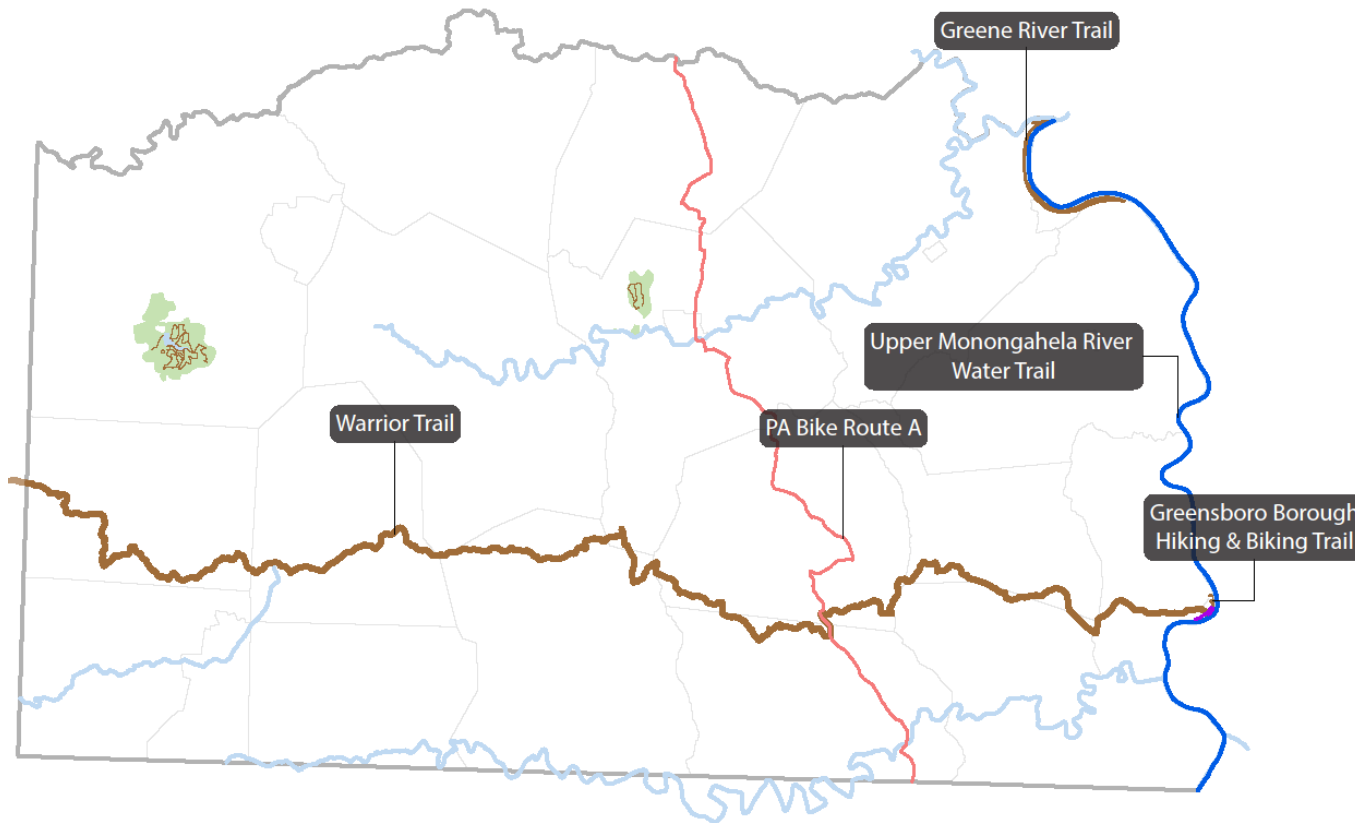 Greene River Trail
Upper Monongahela River
Water Trail
Warrior Trail
PA Bike Route A
Greensboro Borough
Hiking & Biking Trail